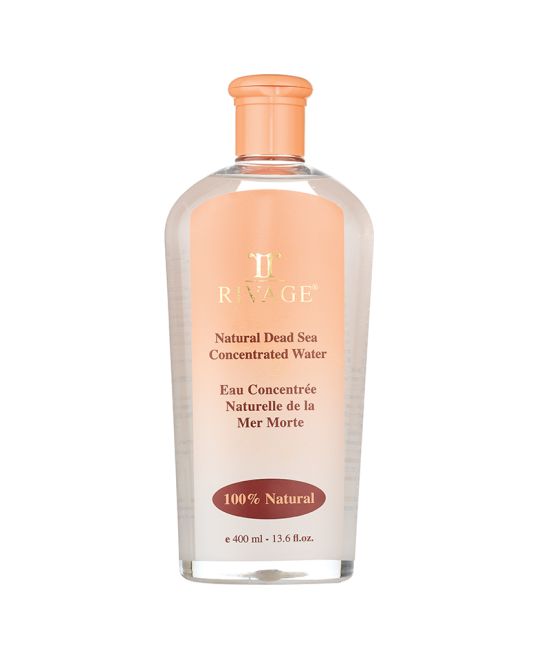 RIVAGE®
Natural Dead Sea
Concentrated Water
Eau Concentrée
Naturelle de la
Mer Morte
100% Natural
e 400 ml - 13.6 fl.oz.